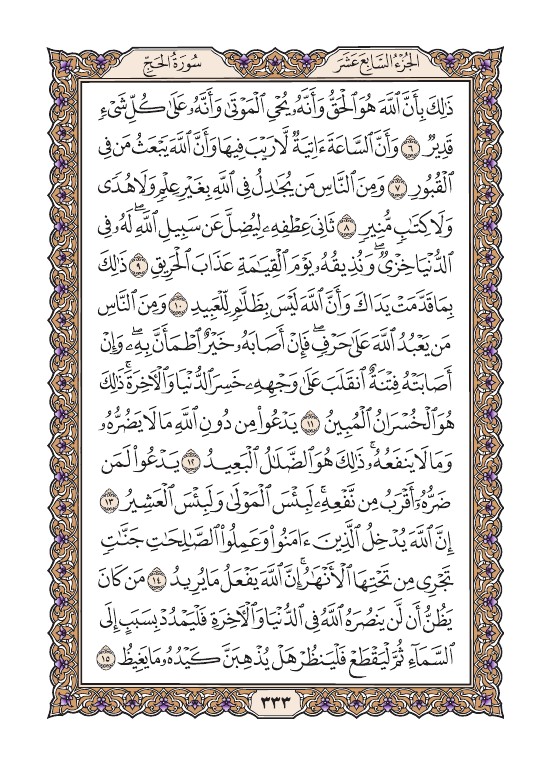 الجُزْءُ السَّابِعَ عَشَرَ
سُورَةُ الحَجِّ
ذَٰلِكَ بِأَنَّ ٱللَّهَ هُوَ ٱلْحَقُّ وَأَنَّهُۥ يُحْىِ ٱلْمَوْتَىٰ وَأَنَّهُۥ عَلَىٰ كُلِّ شَىْءٍ
قَدِيرٌ ٦ وَأَنَّ ٱلسَّاعَةَ ءَاتِيَةٌ لَّا رَيْبَ فِيهَا وَأَنَّ ٱللَّهَ يَبْعَثُ مَن فِى
ٱلْقُبُورِ ٧ وَمِنَ ٱلنَّاسِ مَن يُجَٰدِلُ فِى ٱللَّهِ بِغَيْرِ عِلْمٍ وَلَا هُدًى
وَلَا كِتَٰبٍ مُّنِيرٍ ٨ ثَانِىَ عِطْفِهِۦ لِيُضِلَّ عَن سَبِيلِ ٱللَّهِۖ لَهُۥ فِى
ٱلدُّنْيَا خِزْىٌۖ وَنُذِيقُهُۥ يَوْمَ ٱلْقِيَٰمَةِ عَذَابَ ٱلْحَرِيقِ ٩ ذَٰلِكَ
بِمَا قَدَّمَتْ يَدَاكَ وَأَنَّ ٱللَّهَ لَيْسَ بِظَلَّٰمٍ لِّلْعَبِيدِ ١٠ وَمِنَ ٱلنَّاسِ
مَن يَعْبُدُ ٱللَّهَ عَلَىٰ حَرْفٍۖ فَإِنْ أَصَابَهُۥ خَيْرٌ ٱطْمَأَنَّ بِهِۦۖ وَإِنْ
أَصَابَتْهُ فِتْنَةٌ ٱنقَلَبَ عَلَىٰ وَجْهِهِۦ خَسِرَ ٱلدُّنْيَا وَٱلْءَاخِرَةَۚ ذَٰلِكَ
هُوَ ٱلْخُسْرَانُ ٱلْمُبِينُ ١١ يَدْعُوا۟ مِن دُونِ ٱللَّهِ مَا لَا يَضُرُّهُۥ
وَمَا لَا يَنفَعُهُۥۚ ذَٰلِكَ هُوَ ٱلضَّلَٰلُ ٱلْبَعِيدُ ١٢ يَدْعُوا۟ لَمَن
ضَرُّهُۥٓ أَقْرَبُ مِن نَّفْعِهِۦۚ لَبِئْسَ ٱلْمَوْلَىٰ وَلَبِئْسَ ٱلْعَشِيرُ ١٣
إِنَّ ٱللَّهَ يُدْخِلُ ٱلَّذِينَ ءَامَنُوا۟ وَعَمِلُوا۟ ٱلصَّٰلِحَٰتِ جَنَّٰتٍ
تَجْرِى مِن تَحْتِهَا ٱلْأَنْهَٰرُۚ إِنَّ ٱللَّهَ يَفْعَلُ مَا يُرِيدُ ١٤ مَن كَانَ
يَظُنُّ أَن لَّن يَنصُرَهُ ٱللَّهُ فِى ٱلدُّنْيَا وَٱلْءَاخِرَةِ فَلْيَمْدُدْ بِسَبَبٍ إِلَى
ٱلسَّمَآءِ ثُمَّ لْيَقْطَعْ فَلْيَنظُرْ هَلْ يُذْهِبَنَّ كَيْدُهُۥ مَا يَغِيظُ ١٥
٣٣٣